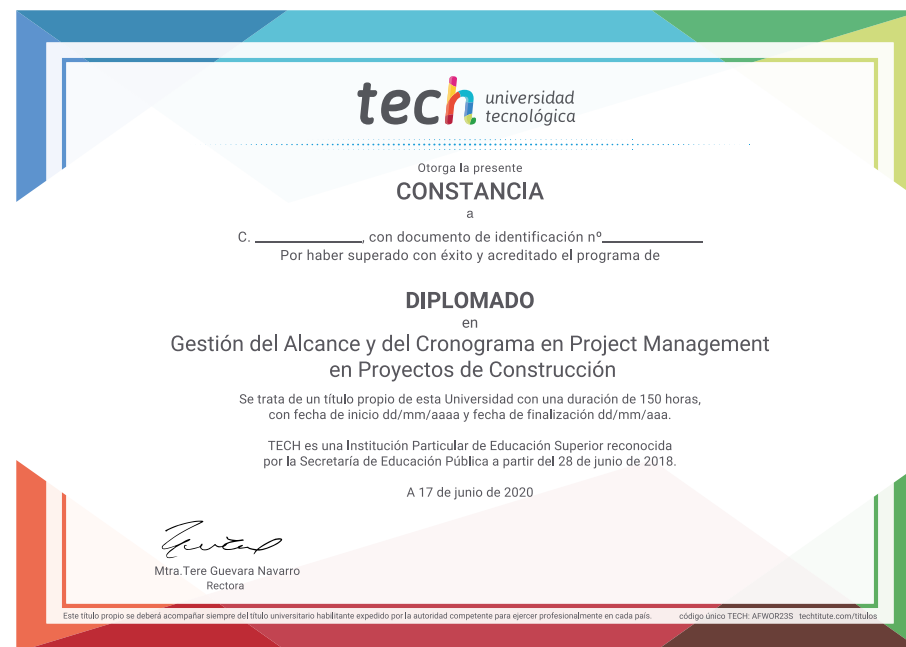 tech universidad
tecnológica
Otorga la presente
CONSTANCIA
a
C. ____________, con documento de identificación nº____________
Por haber superado con éxito y acreditado el programa de
DIPLOMADO
en
Gestión del Alcance y del Cronograma en Project Management
en Proyectos de Construcción
Se trata de un título propio de esta Universidad con una duración de 150 horas,
con fecha de inicio dd/mm/aaaa y fecha de finalización dd/mm/aaa.
TECH es una Institución Particular de Educación Superior reconocida
por la Secretaría de Educación Pública a partir del 28 de junio de 2018.
A 17 de junio de 2020
Mtra.Tere Guevara Navarro
Rectora
Este título propio se deberá acompañar siempre del título universitario habilitante expedido por la autoridad competente para ejercer profesionalmente en cada país. código único TECH: AFWOR23S techtitute.com/titulos